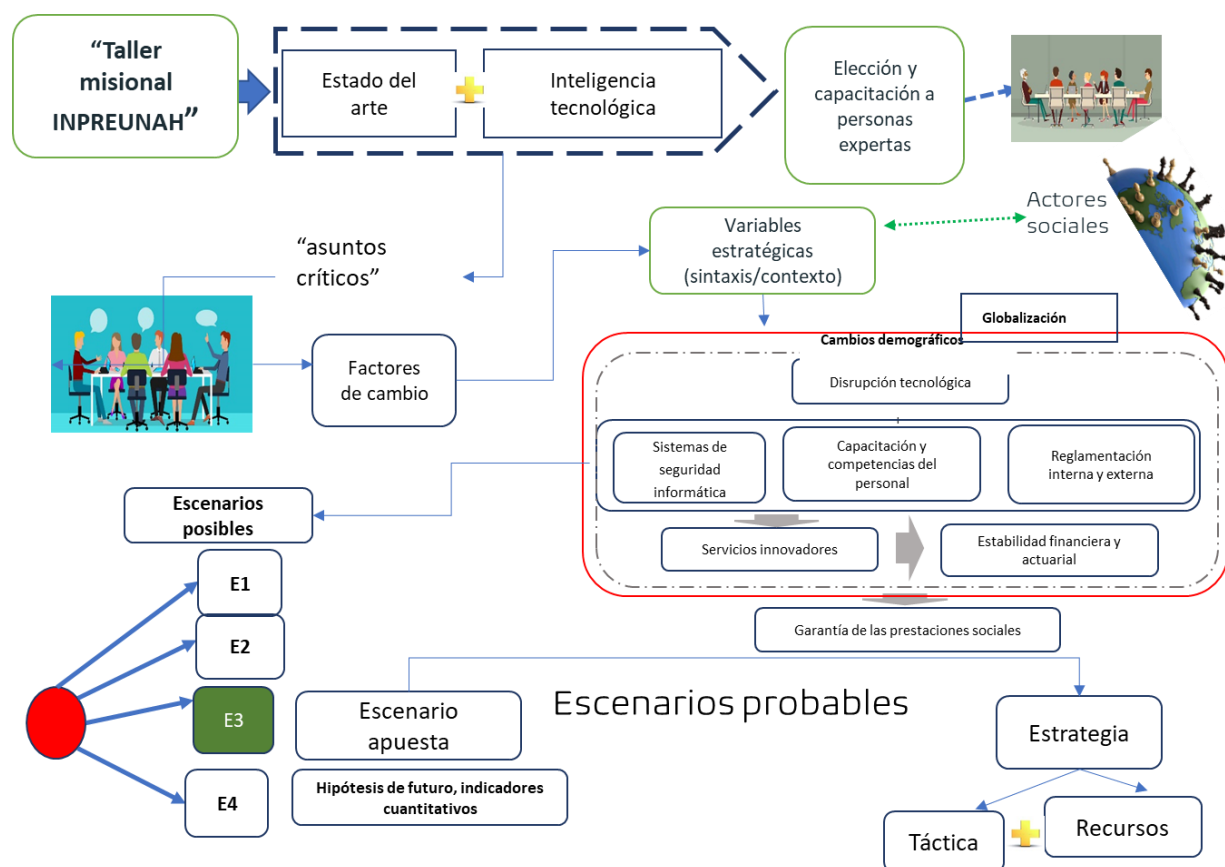 “Taller
misional
INPREUNAH”
Estado del
arte
Inteligencia
tecnológica
Elección y
capacitación a
personas
expertas
Actores
sociales
Variables
estratégicas
(sintaxis/contexto)
“asuntos
críticos”
Factores
de cambio
Globalización
Cambios demográficos
Disrupción tecnológica
Sistemas de
seguridad
informática
Capacitación y
competencias del
personal
Reglamentación
interna y externa
Servicios innovadores
Estabilidad financiera y
actuarial
Garantía de las prestaciones sociales
Escenarios
posibles
E1
E2
E3
E4
Escenario
apuesta
Hipótesis de futuro, indicadores
cuantitativos
Escenarios probables
Estrategia
Táctica
Recursos